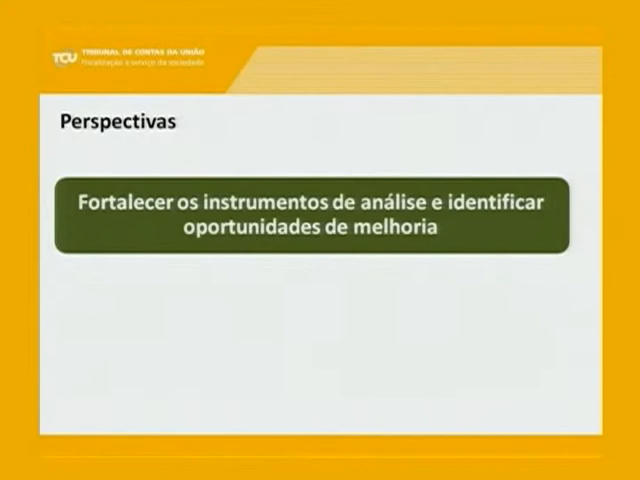 TCU
TRIBUNAL DE CONTAS DA UNIÃO
Fiscalização a serviço da sociedade
Perspectivas
Fortalecer os instrumentos de análise e identificar
oportunidades de melhoria